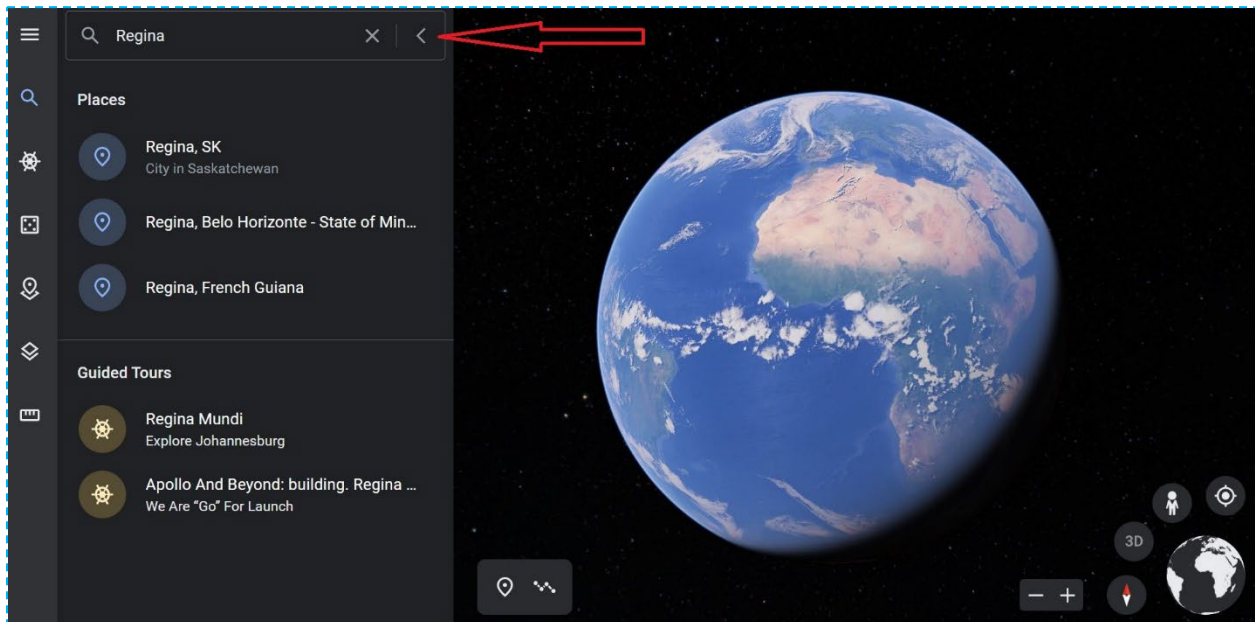 Regina
Places
Regina, SK
City in Saskatchewan
Regina, Belo Horizonte - State of Min...
Regina, French Guiana
Guided Tours
Regina Mundi
Explore Johannesburg
Apollo And Beyond: building. Regina ...
We Are “Go” For Launch
3D